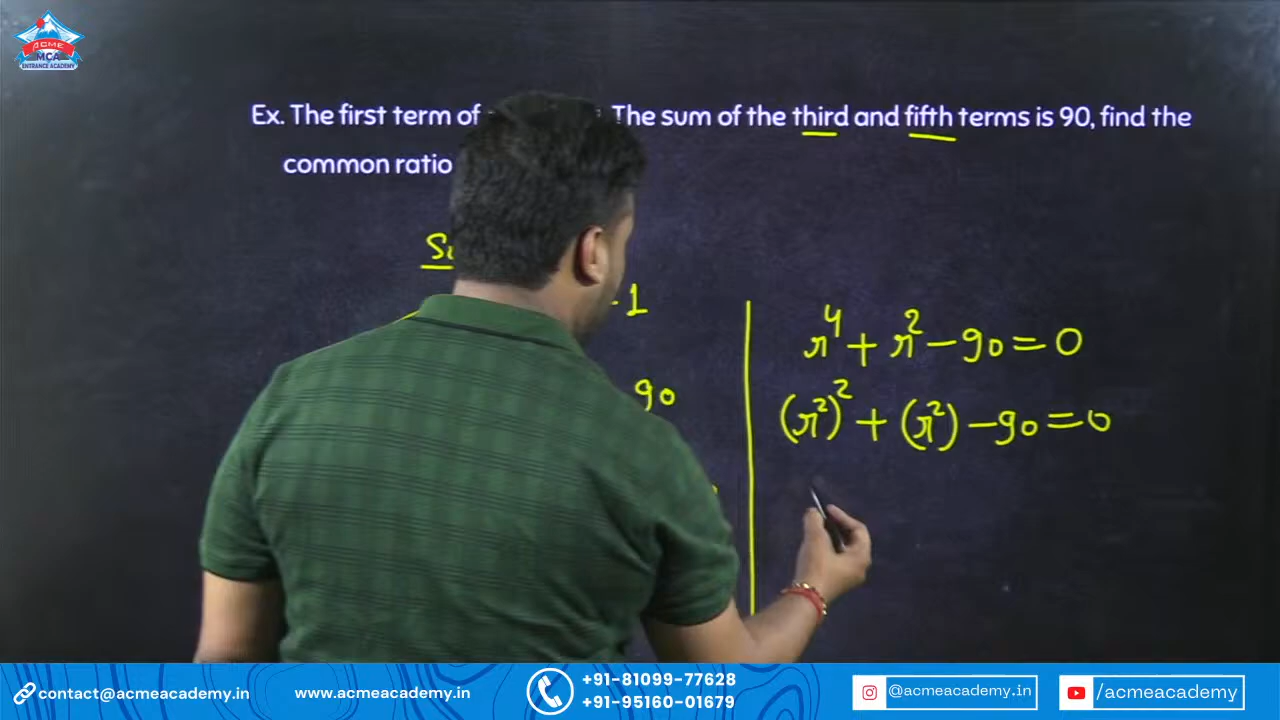 ACME
MCA
ENTRANCE ACADEMY
Ex. The first term of The sum of the third and fifth terms is 90, find the
common ratio
- 1
90
r⁴ + r² - 90 = 0
(r²)² + (r²) - 90 = 0
contact@acmeacademy.in
www.acmeacademy.in
+91-81099-77628
+91-95160-01679
@acmeacademy.in
/acmeacademy